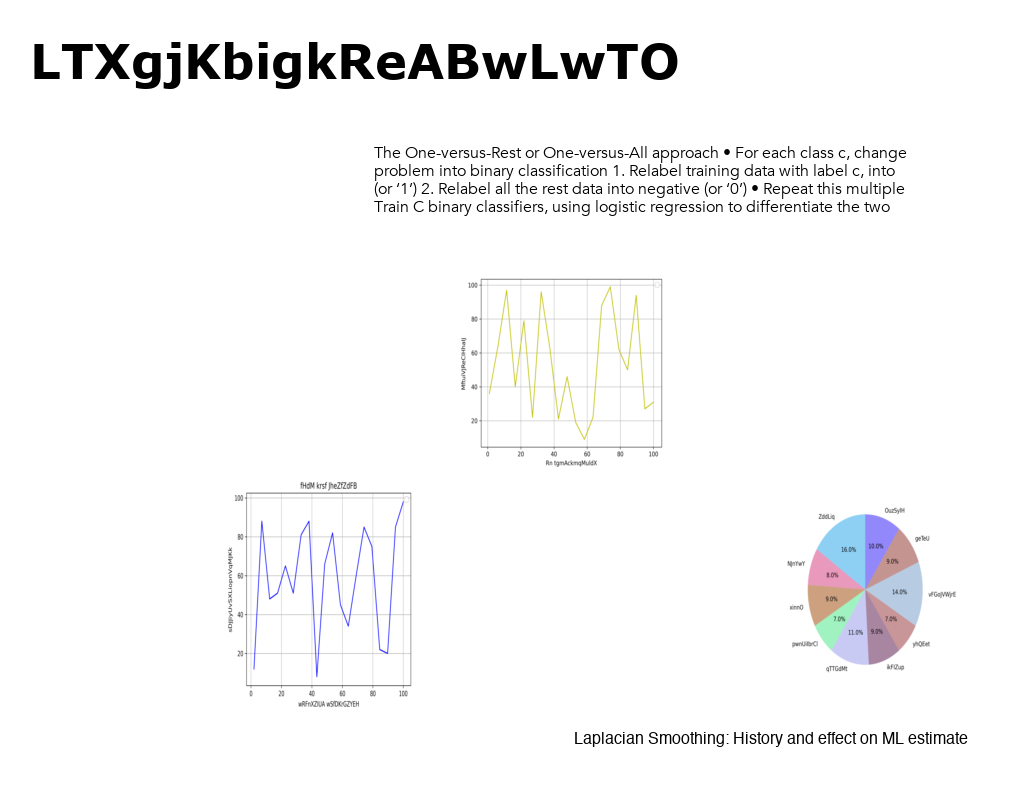 LTXgjKbigkReABwLwTO
The One-versus-Rest or One-versus-All approach • For each class c, change
problem into binary classification 1. Relabel training data with label c, into
(or ‘1’) 2. Relabel all the rest data into negative (or ‘0’) • Repeat this multiple
Train C binary classifiers, using logistic regression to differentiate the two
100
80
60
40
20
0 20 40 60 80 100
Rn tgmAckmqMuldX
fHdM krsf JheZfZdFB
100
80
60
40
20
0 20 40 60 80 100
wRFnXZIUA wSfDKrGZYEH
OuzSyIH
ZddLiq
geTeU
NJnYwY
vFGqJVWjrE
xinnO
yhQEet
pwnUilbrCl
ikFIZup
qTTGdMt
10.0%
16.0%
9.0%
8.0%
14.0%
9.0%
7.0%
7.0%
11.0%
9.0%
Laplacian Smoothing: History and effect on ML estimate